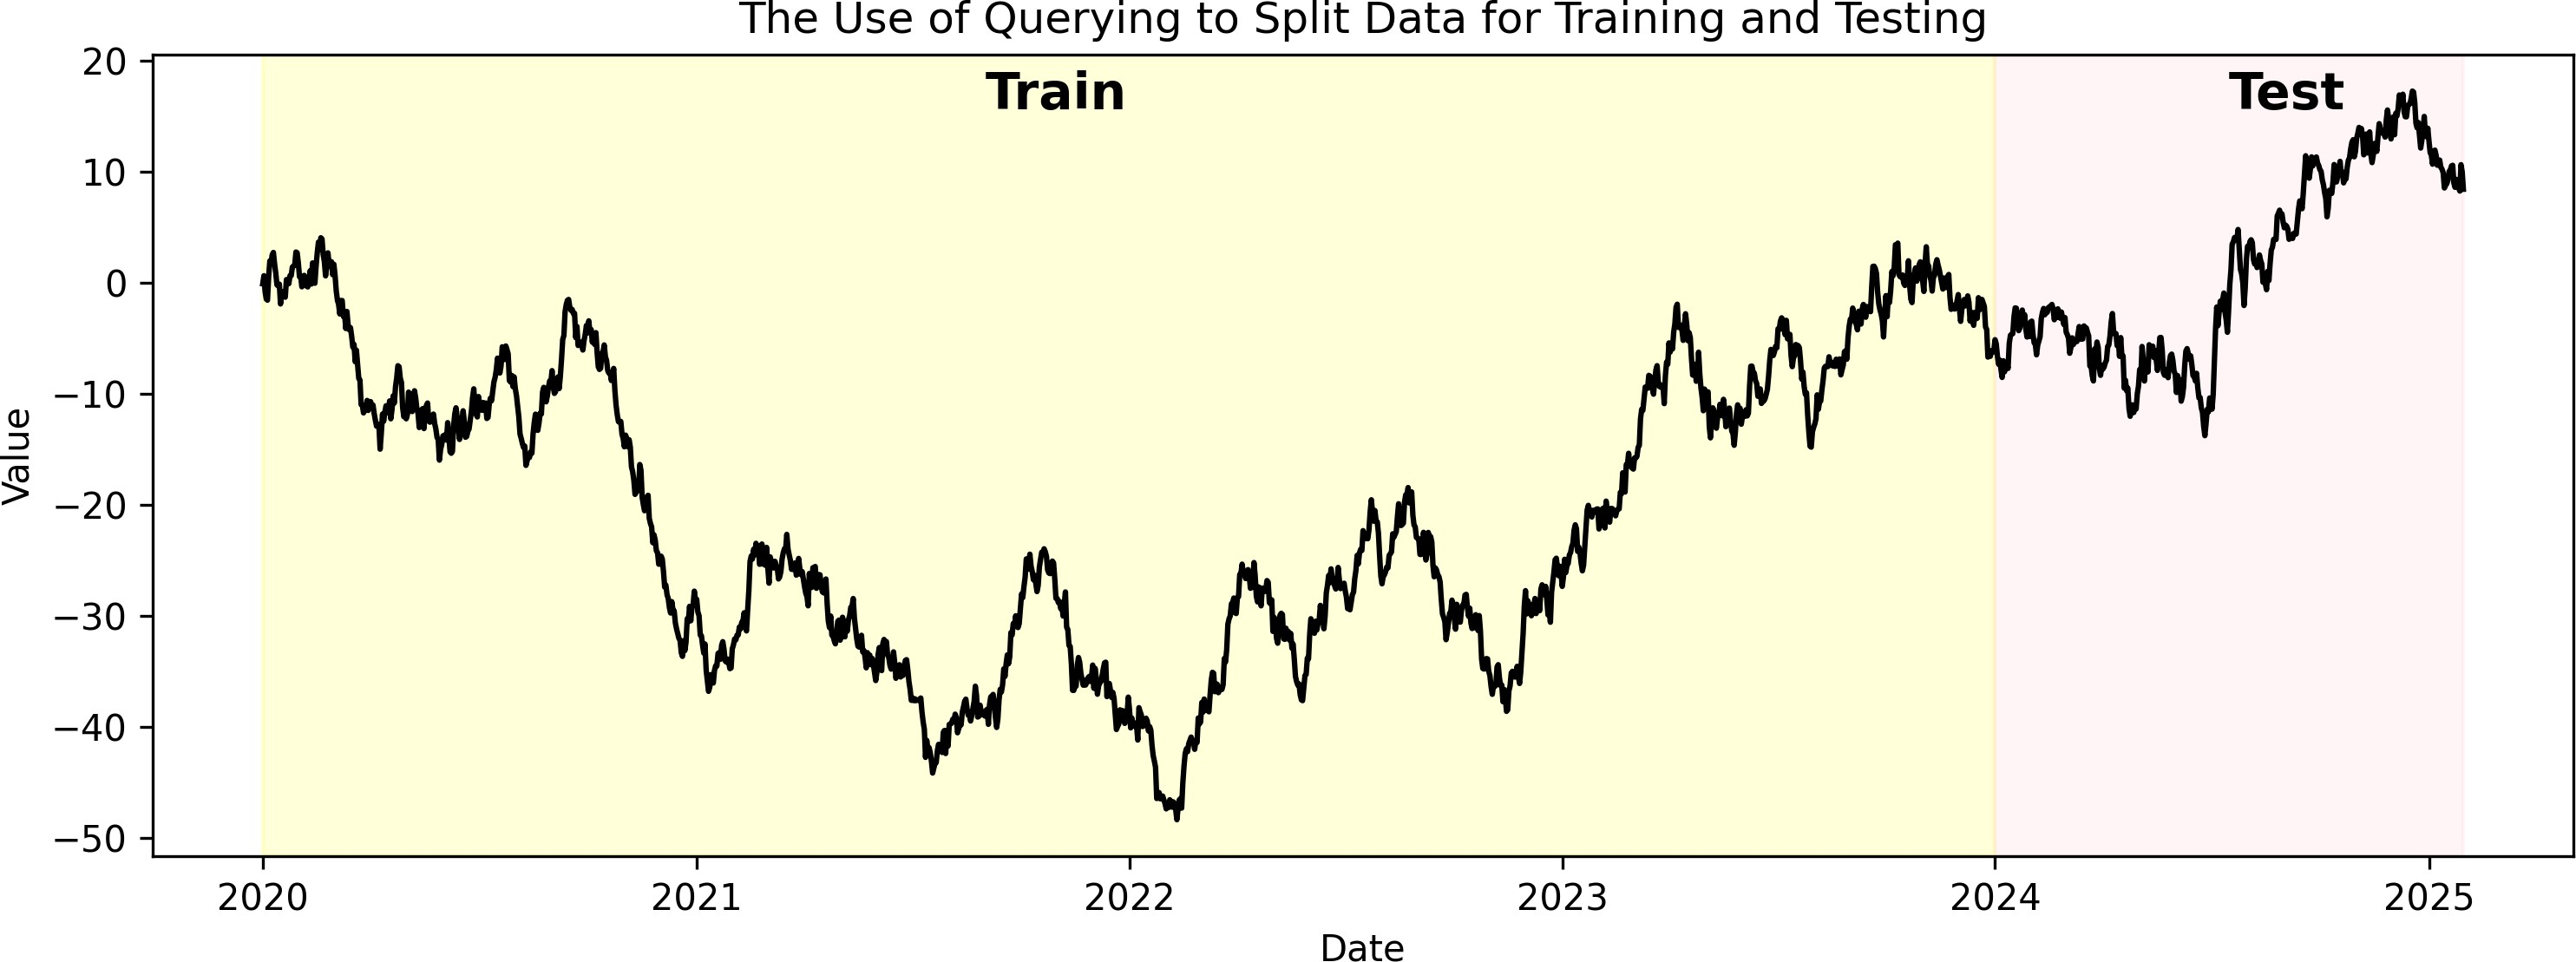 The Use of Querying to Split Data for Training and Testing
Train
Test
Value
20
10
0
−10
−20
−30
−40
−50
2020
2021
2022
2023
2024
2025
Date